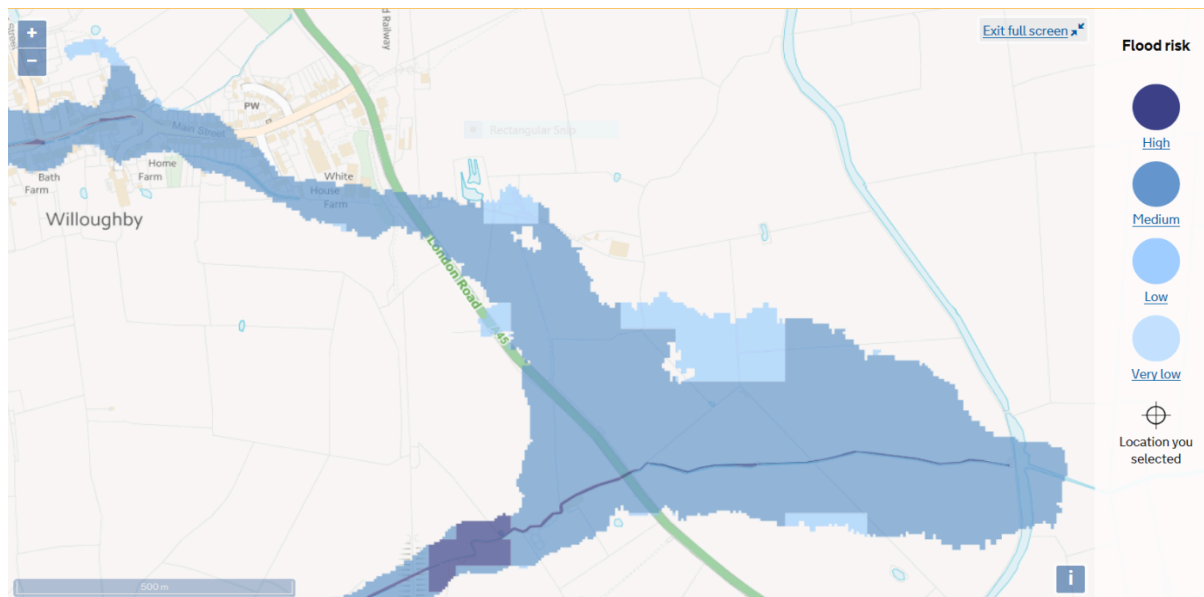 +
−
Exit full screen
Flood risk
High
Medium
Low
Very low
Location you
selected
d Railway
PW
Rectangular Snip
Main Street
Home
Farm
Bath
Farm
White
House
Farm
Willoughby
London Road
A45
500 m
i